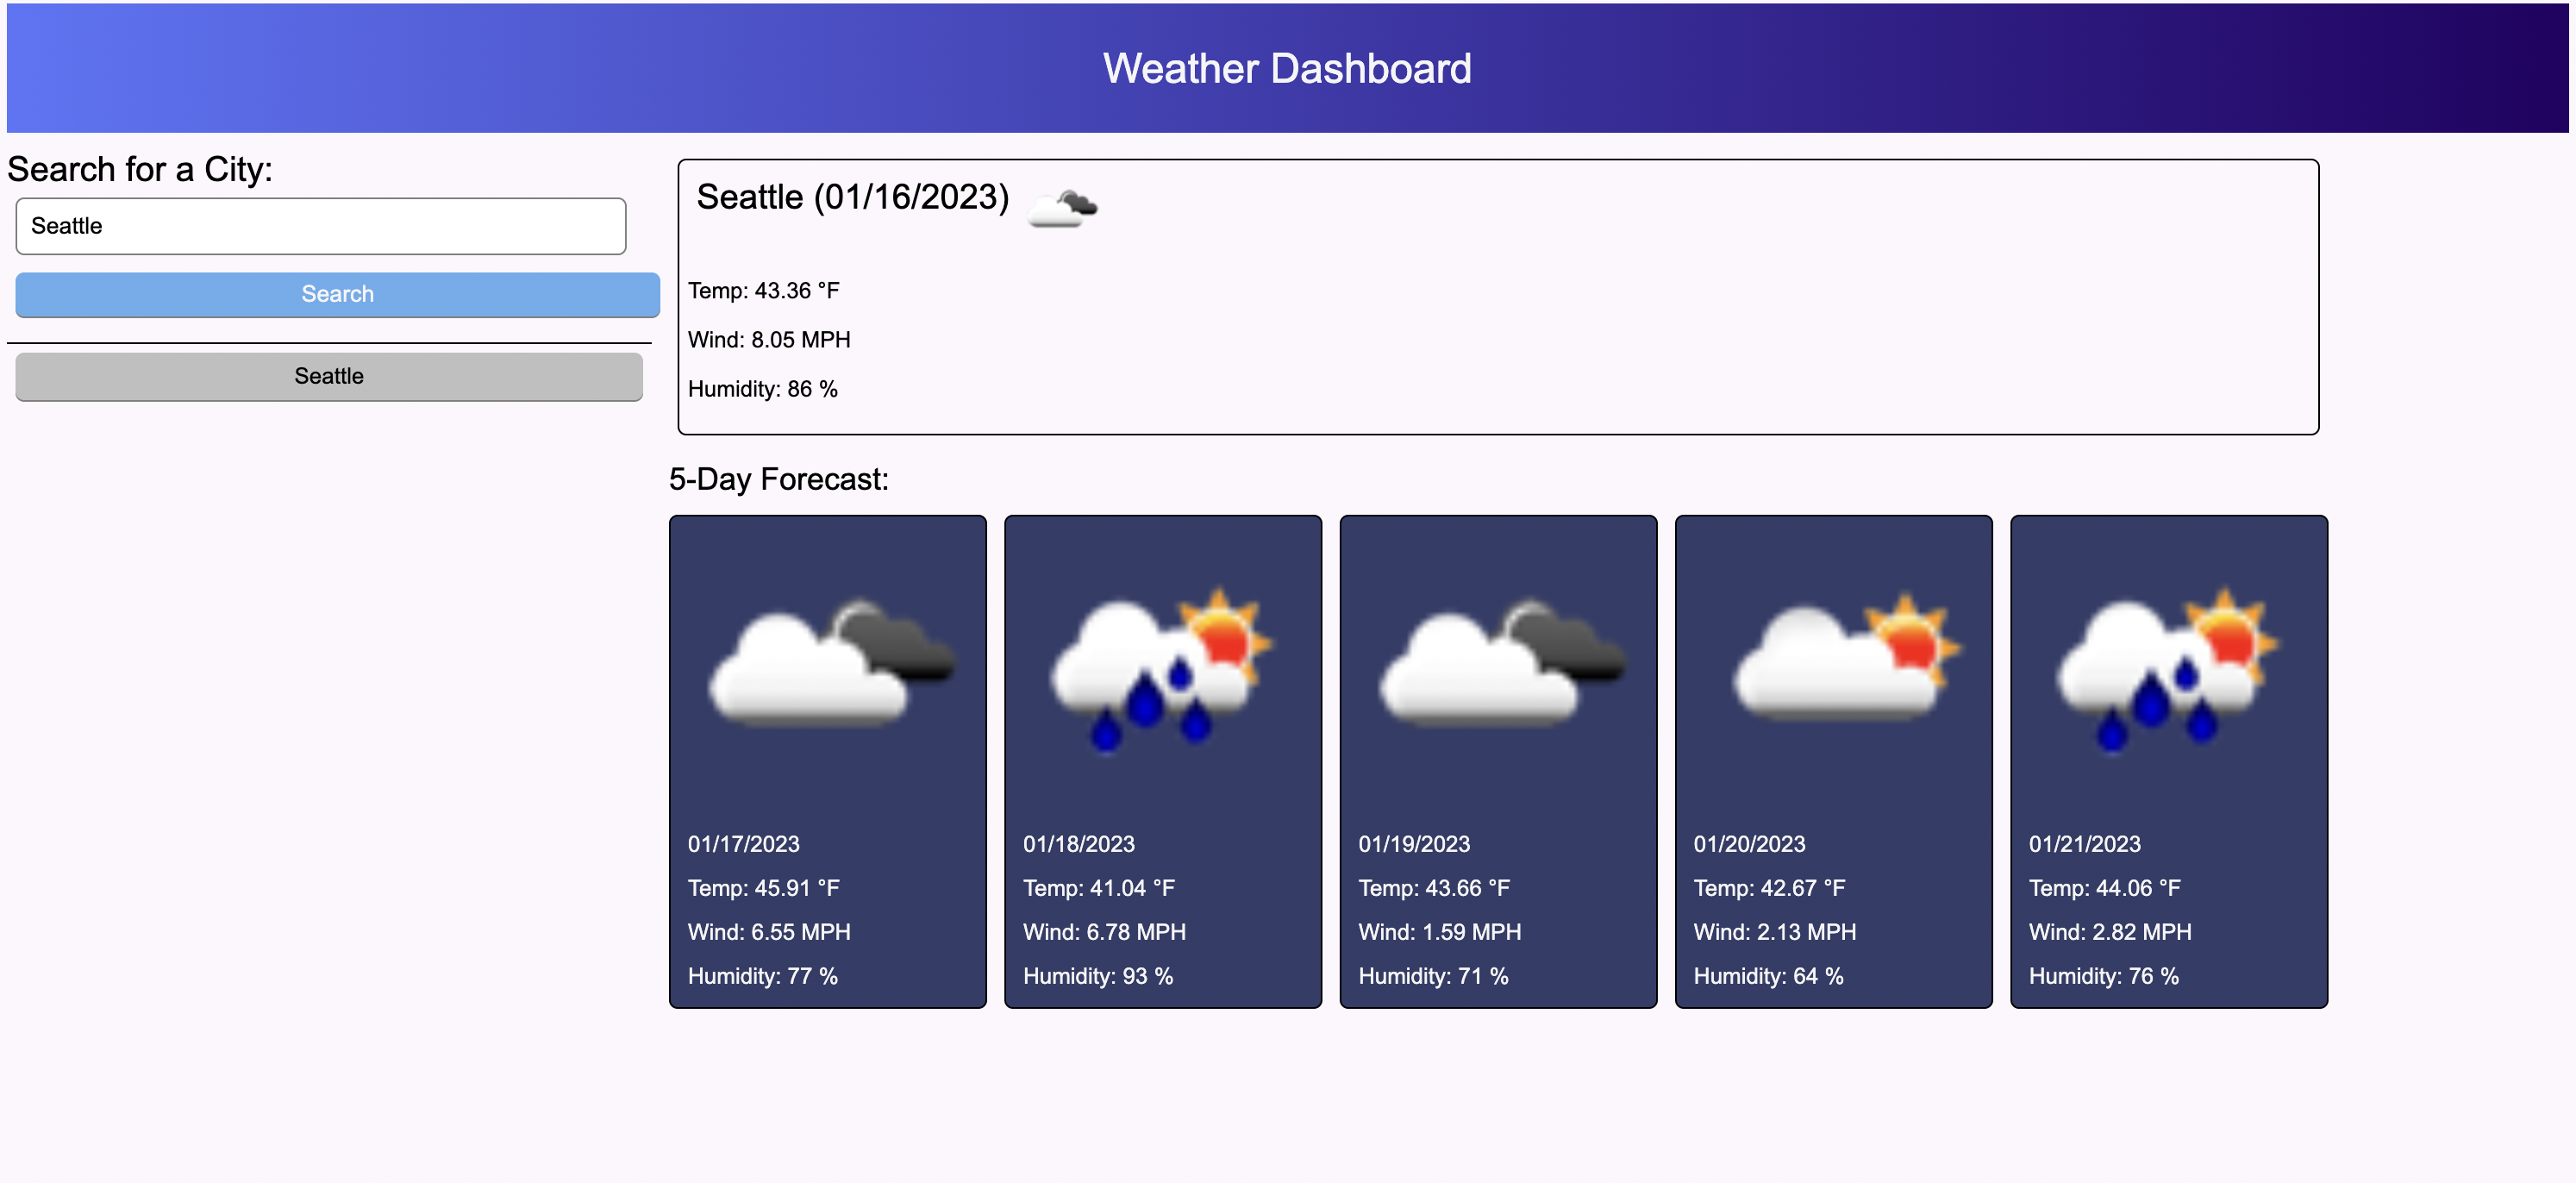 Weather Dashboard
Search for a City:
Seattle
Search
Seattle
Seattle (01/16/2023)
Temp: 43.36 °F
Wind: 8.05 MPH
Humidity: 86 %
5-Day Forecast:
01/17/2023
Temp: 45.91 °F
Wind: 6.55 MPH
Humidity: 77 %
01/18/2023
Temp: 41.04 °F
Wind: 6.78 MPH
Humidity: 93 %
01/19/2023
Temp: 43.66 °F
Wind: 1.59 MPH
Humidity: 71 %
01/20/2023
Temp: 42.67 °F
Wind: 2.13 MPH
Humidity: 64 %
01/21/2023
Temp: 44.06 °F
Wind: 2.82 MPH
Humidity: 76 %